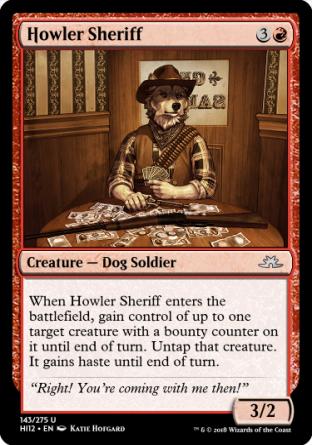 Howler Sheriff 3
Creature — Dog Soldier
When Howler Sheriff enters the
battlefield, gain control of up to one
target creature with a bounty counter on
it until end of turn. Untap that creature.
It gains haste until end of turn.
“Right! You’re coming with me then!”
3/2
143/275 U
HI12 • EN Katie Hofgard
™ & © 2018 Wizards of the Coast